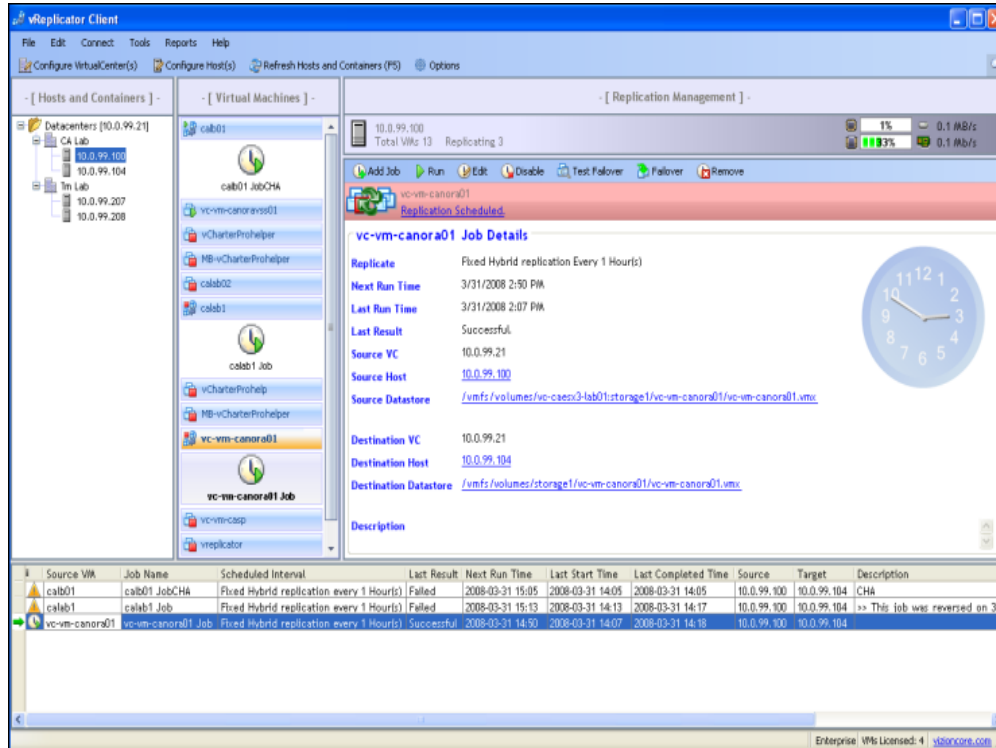 vReplicator Client
File Edit Connect Tools Reports Help
Configure VirtualCenter(s) Configure Host(s) Refresh Hosts and Containers (F5) Options
- [ Hosts and Containers ] -
Datacenters [10.0.99.21]
CA Lab
10.0.99.100
10.0.99.104
Tm Lab
10.0.99.207
10.0.99.208
- [ Virtual Machines ] -
calb01
calb01 JobCHA
vc-vm-canoravss01
vCharterProhelper
MB-vCharterProhelper
calab02
calab1
calab1 Job
vCharterProhelp
MB-vCharterProhelper
vc-vm-canora01
vc-vm-canora01 Job
vc-vm-casp
vreplicator
- [ Replication Management ] -
10.0.99.100
Total VMs 13 Replicating 3
1% 0.1 MB/s
33% 0.1 Mb/s
Add Job Run Edit Disable Test Failover Failover Remove
vc-vm-canora01
Replication Scheduled.
vc-vm-canora01 Job Details
Replicate Fixed Hybrid replication Every 1 Hour(s)
Next Run Time 3/31/2008 2:50 PM
Last Run Time 3/31/2008 2:07 PM
Last Result Successful.
Source VC 10.0.99.21
Source Host 10.0.99.100
Source Datastore /vmfs/volumes/vc-caesx3-lab01:storage1/vc-vm-canora01/vc-vm-canora01.vmx
Destination VC 10.0.99.21
Destination Host 10.0.99.104
Destination Datastore /vmfs/volumes/storage1/vc-vm-canora01/vc-vm-canora01.vmx
Description
11 12 1
10 2
9 3
8 4
7 6 5
Source VM Job Name Scheduled Interval Last Result Next Run Time Last Start Time Last Completed Time Source Target Description
calb01 calb01 JobCHA Fixed Hybrid replication every 1 Hour(s) Failed 2008-03-31 15:05 2008-03-31 14:05 2008-03-31 14:05 10.0.99.100 10.0.99.104 CHA
calab1 calab1 Job Fixed Hybrid replication every 1 Hour(s) Failed 2008-03-31 15:13 2008-03-31 14:13 2008-03-31 14:17 10.0.99.100 10.0.99.104 >> This job was reversed on 3
vc-vm-canora01 vc-vm-canora01 Job Fixed Hybrid replication every 1 Hour(s) Successful 2008-03-31 14:50 2008-03-31 14:07 2008-03-31 14:18 10.0.99.100 10.0.99.104
Enterprise VMs Licensed: 4 vizioncore.com